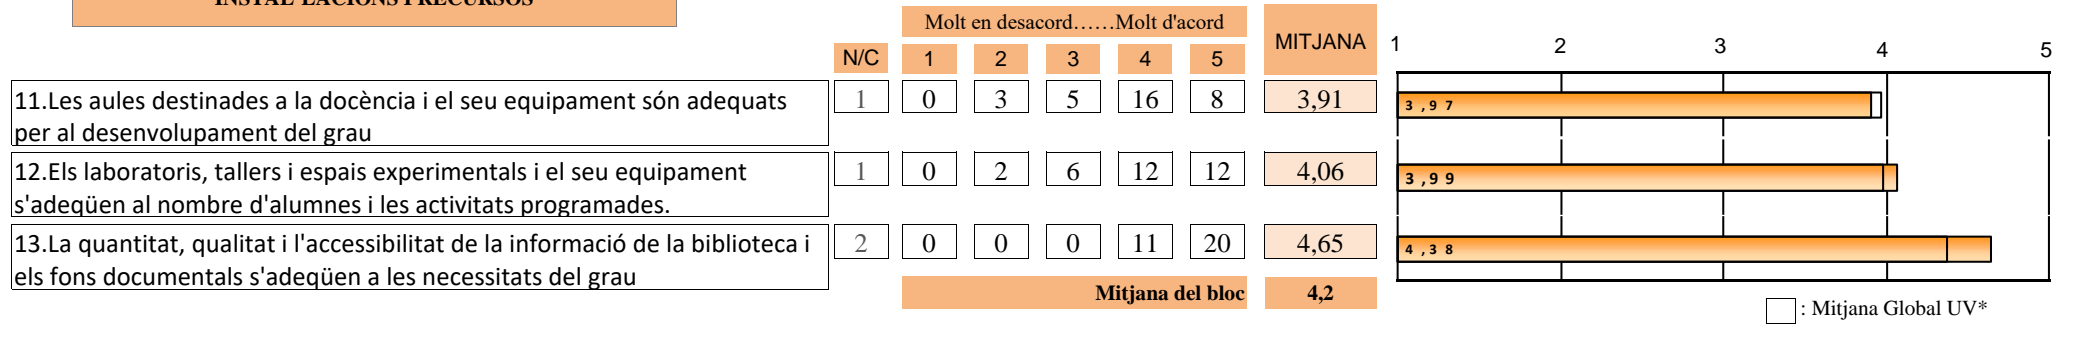 INSTAL·LACIONS I RECURSOS
Molt en desacord……Molt d'acord
MITJANA
N/C 1 2 3 4 5
1 2 3 4 5
11.Les aules destinades a la docència i el seu equipament són adequats
per al desenvolupament del grau
1 0 3 5 16 8 3,91
3,97
12.Els laboratoris, tallers i espais experimentals i el seu equipament
s'adeqüen al nombre d'alumnes i les activitats programades.
1 0 2 6 12 12 4,06
3,99
13.La quantitat, qualitat i l'accessibilitat de la informació de la biblioteca i
els fons documentals s'adeqüen a les necessitats del grau
2 0 0 0 11 20 4,65
4,38
Mitjana del bloc 4,2
: Mitjana Global UV*